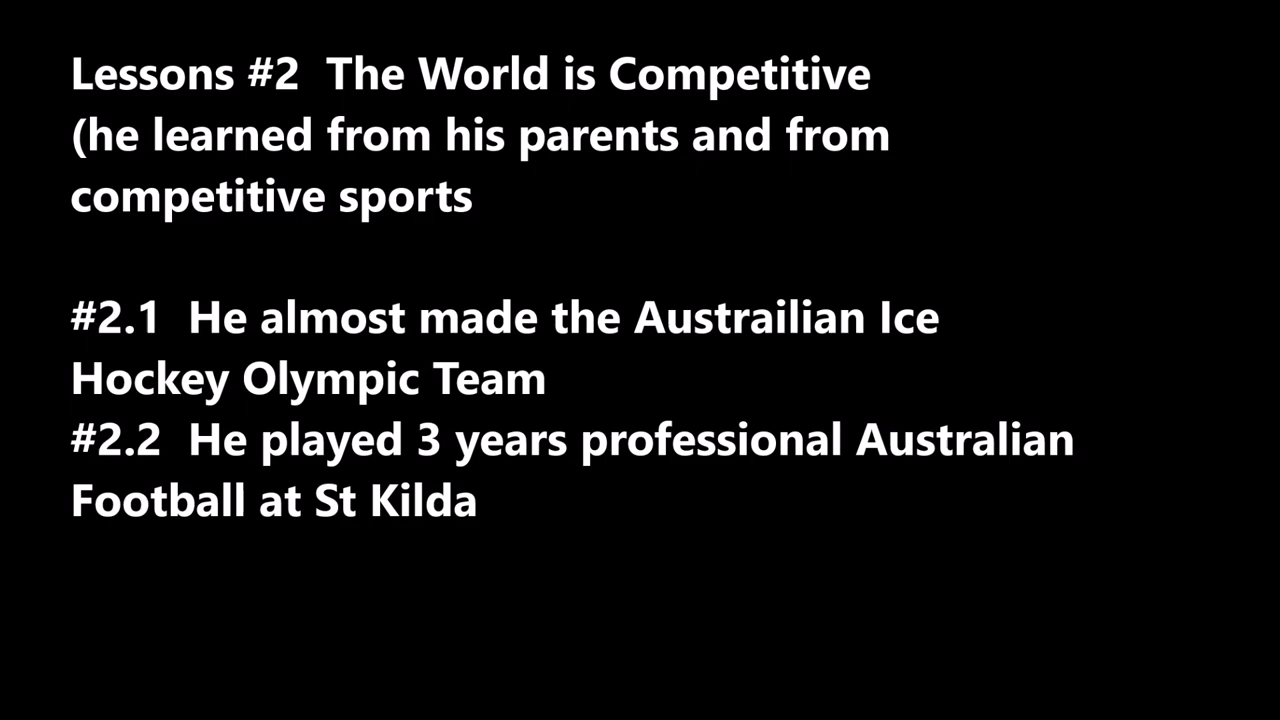 Lessons #2  The World is Competitive
(he learned from his parents and from
competitive sports
#2.1  He almost made the Austrailian Ice
Hockey Olympic Team
#2.2  He played 3 years professional Australian
Football at St Kilda